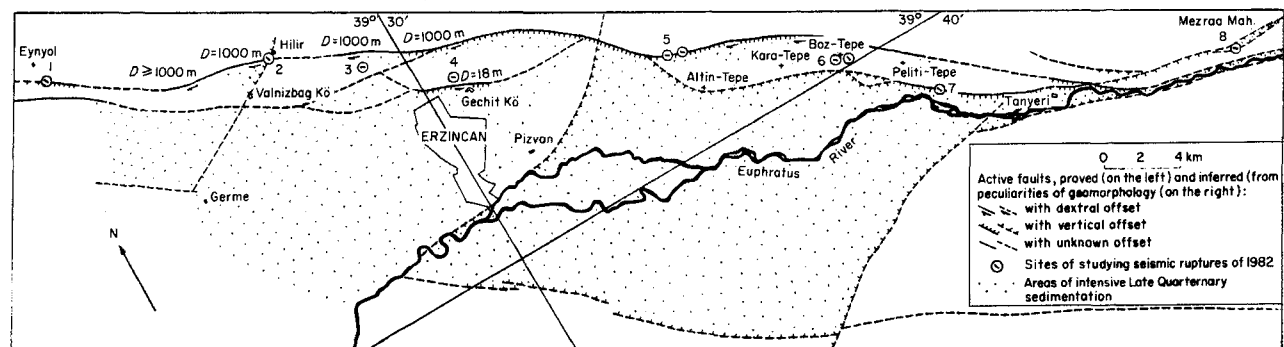 39° 30'
39° 40'
Mezraa Mah.
Eynyol
1
D ≥ 1000 m
D=1000 m
Hilir
2
D=1000 m
3
D=1000 m
4
D=18 m
5
Kara-Tepe
Boz-Tepe
6
8
Valnizbag Kö
Gechit Kö
Altin-Tepe
Peliti-Tepe
7
Tanyeri
ERZINCAN
Pizvan
Euphratus
River
Germe
N
0 2 4 km
Active faults, proved (on the left) and inferred (from
peculiarities of geomorphology (on the right):
with dextral offset
with vertical offset
with unknown offset
Sites of studying seismic ruptures of 1982
Areas of intensive Late Quarternary
sedimentation